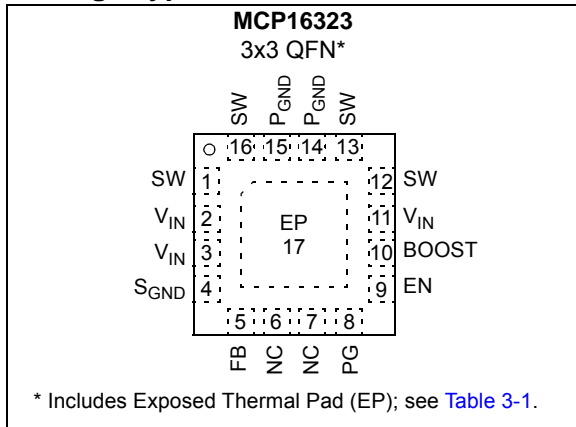 MCP16323
3x3 QFN*
SW
PGND
PGND
SW
16 15 14 13
SW 1
12 SW
VIN 2
11 VIN
EP
17
VIN 3
10 BOOST
SGND 4
9 EN
5 6 7 8
FB
NC
NC
PG
* Includes Exposed Thermal Pad (EP); see Table 3-1.